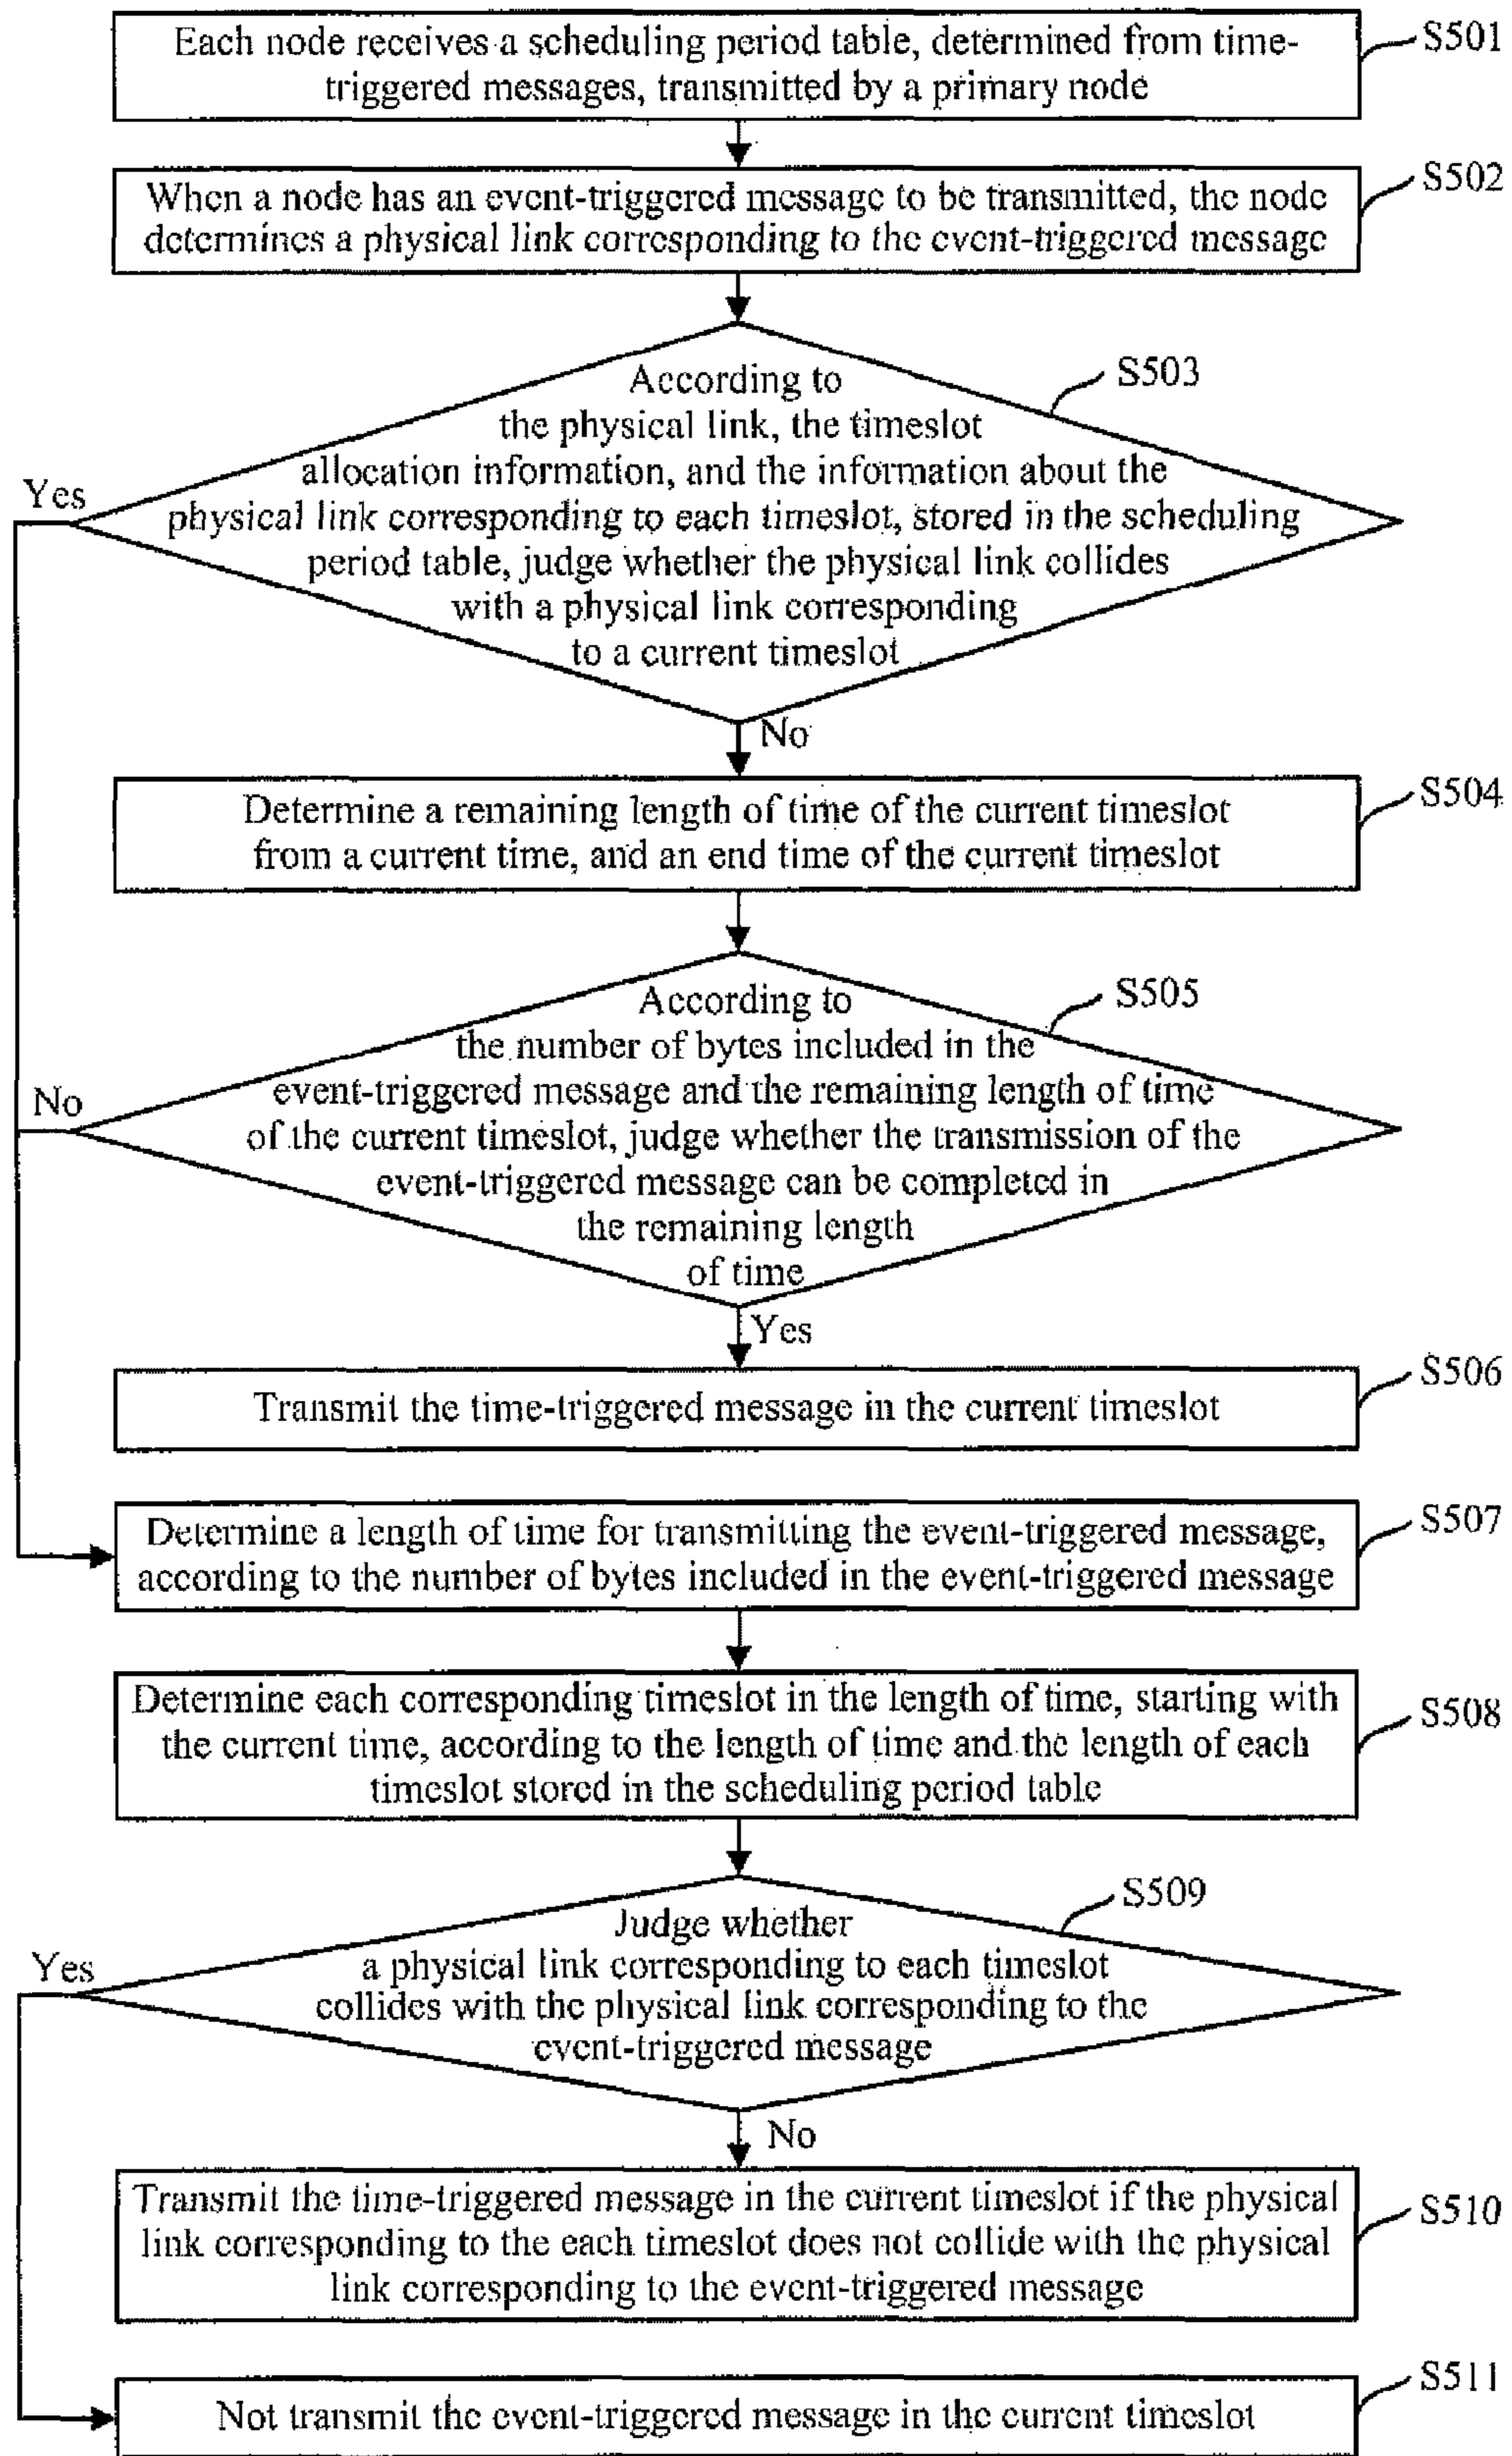 Each node receives a scheduling period table, determined from time-
triggered messages, transmitted by a primary node
S501
When a node has an event-triggered message to be transmitted, the node
determines a physical link corresponding to the event-triggered message
S502
According to
the physical link, the timeslot
allocation information, and the information about the
physical link corresponding to each timeslot, stored in the scheduling
period table, judge whether the physical link collides
with a physical link corresponding
to a current timeslot
S503
Yes
No
Determine a remaining length of time of the current timeslot
from a current time, and an end time of the current timeslot
S504
According to
the number of bytes included in the
event-triggered message and the remaining length of time
of the current timeslot, judge whether the transmission of the
event-triggered message can be completed in
the remaining length
of time
S505
No
Yes
Transmit the time-triggered message in the current timeslot
S506
Determine a length of time for transmitting the event-triggered message,
according to the number of bytes included in the event-triggered message
S507
Determine each corresponding timeslot in the length of time, starting with
the current time, according to the length of time and the length of each
timeslot stored in the scheduling period table
S508
Judge whether
a physical link corresponding to each timeslot
collides with the physical link corresponding to the
event-triggered message
S509
Yes
No
Transmit the time-triggered message in the current timeslot if the physical
link corresponding to the each timeslot does not collide with the physical
link corresponding to the event-triggered message
S510
Not transmit the event-triggered message in the current timeslot
S511